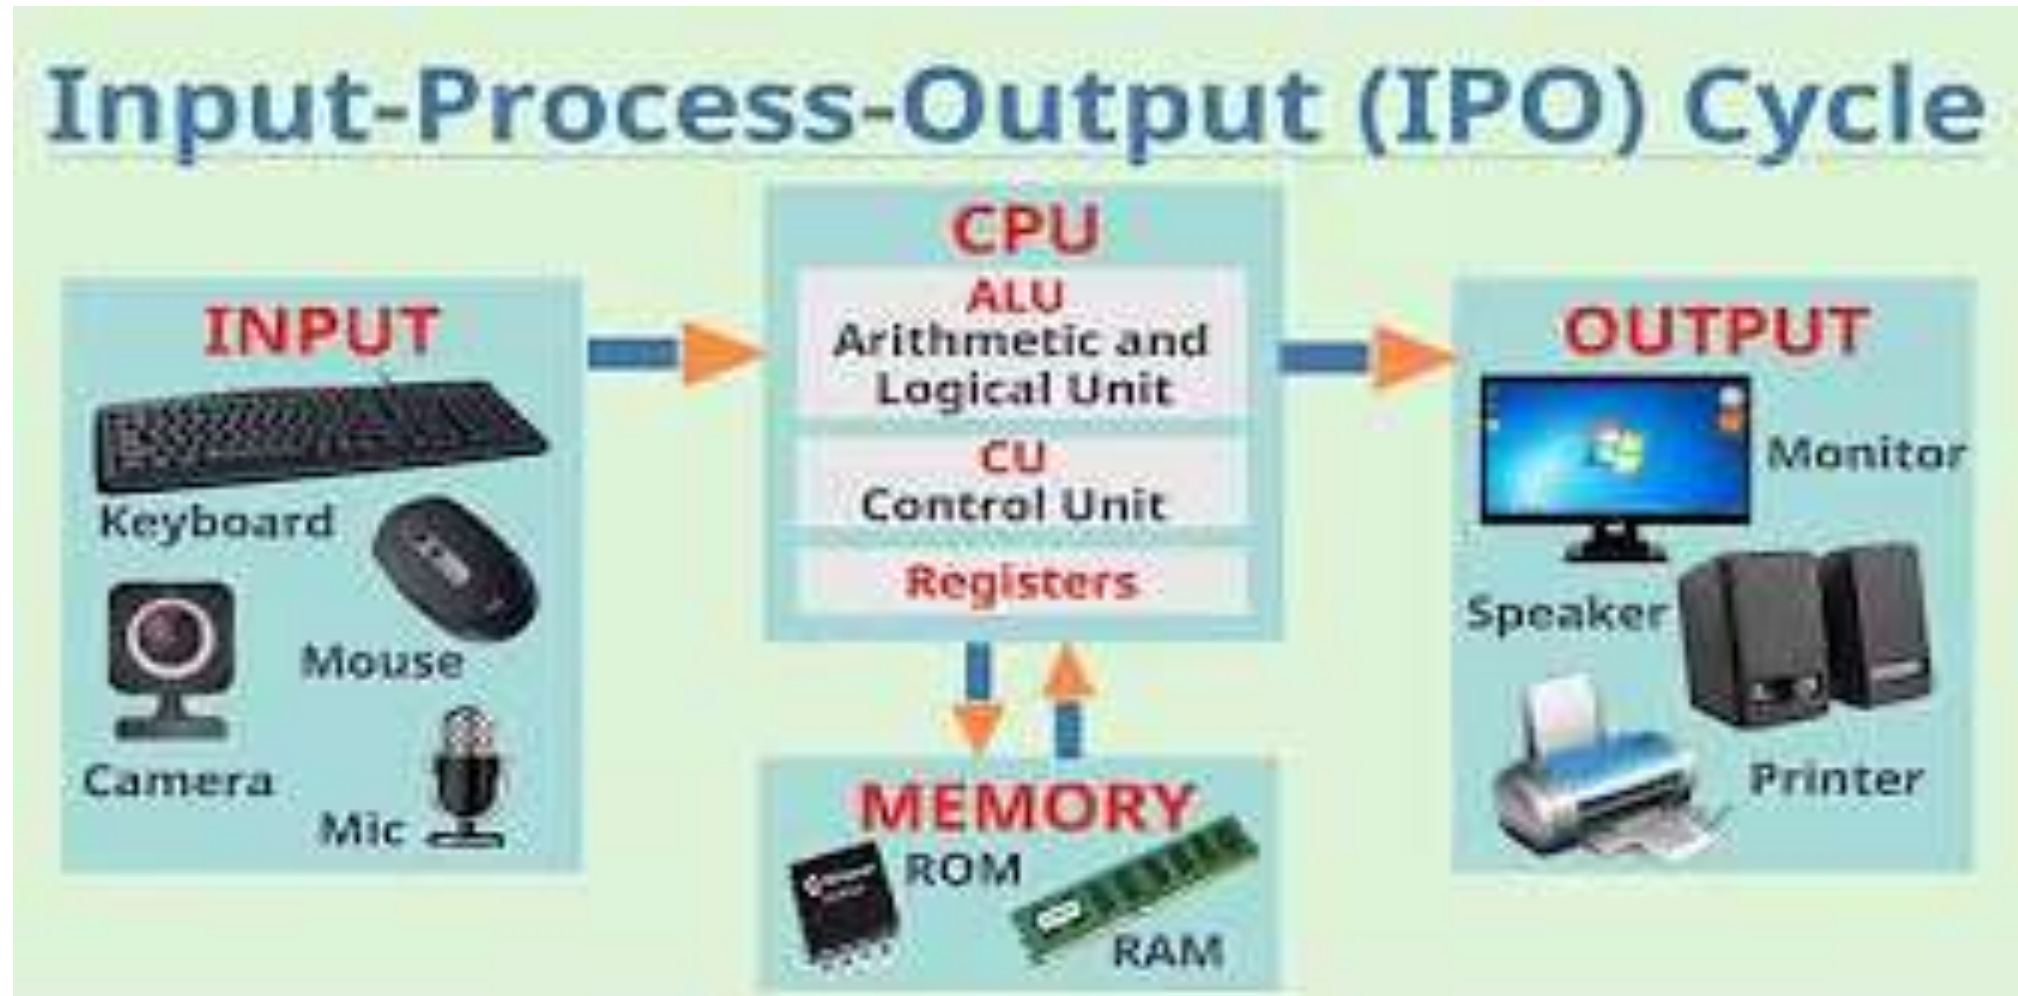 Input-Process-Output (IPO) Cycle
INPUT
Keyboard
Mouse
Camera
Mic
CPU
ALU
Arithmetic and
Logical Unit
CU
Control Unit
Registers
MEMORY
ROM
RAM
OUTPUT
Monitor
Speaker
Printer